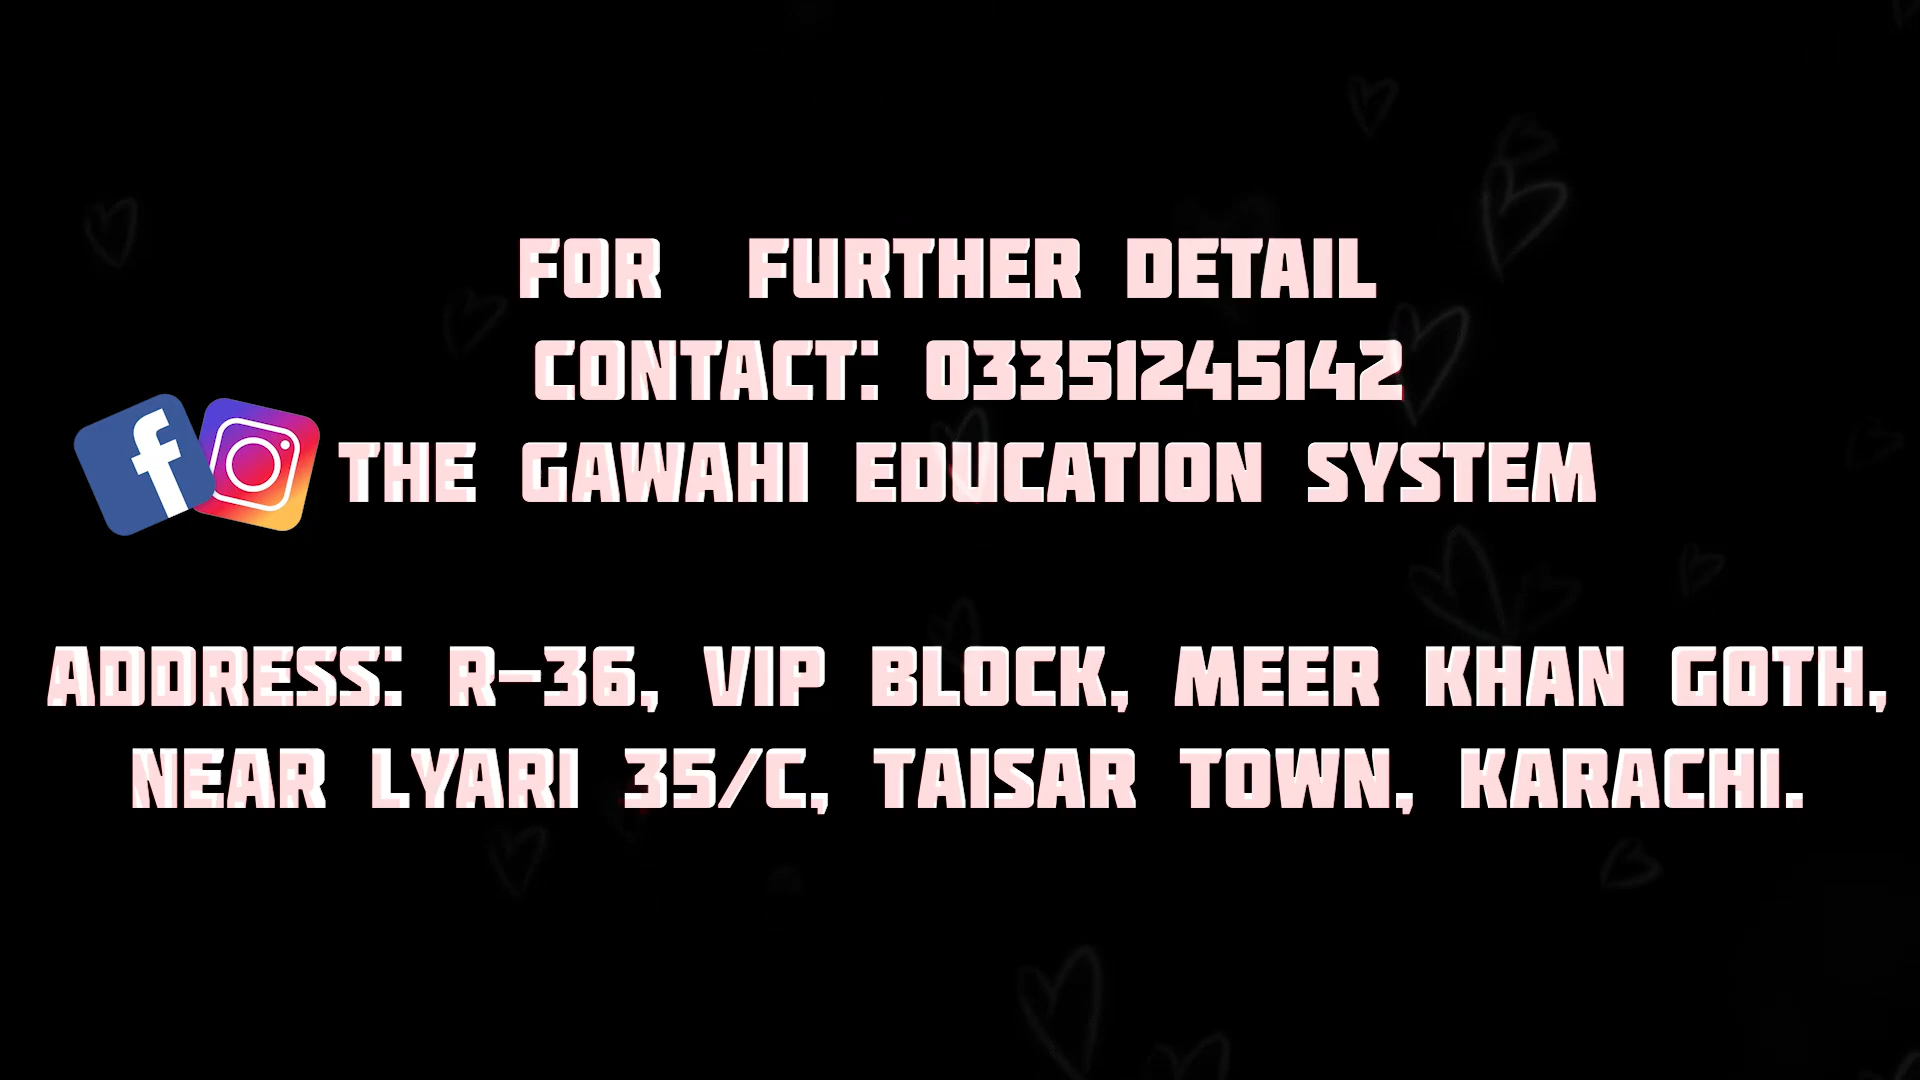 FOR FURTHER DETAIL
CONTACT: 03351245142
THE GAWAHI EDUCATION SYSTEM
ADDRESS: R-36, VIP BLOCK, MEER KHAN GOTH,
NEAR LYARI 35/C, TAISAR TOWN, KARACHI.